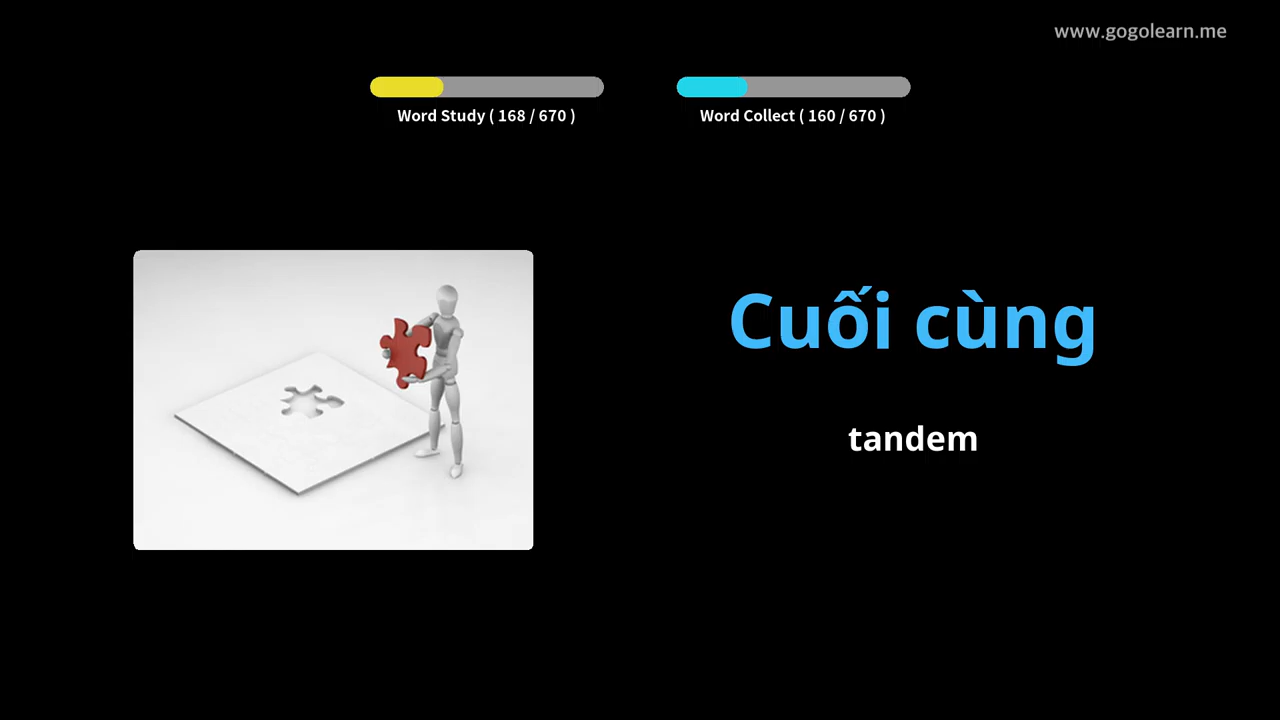 www.gogolearn.me
Word Study ( 168 / 670 )
Word Collect ( 160 / 670 )
Cuối cùng
tandem